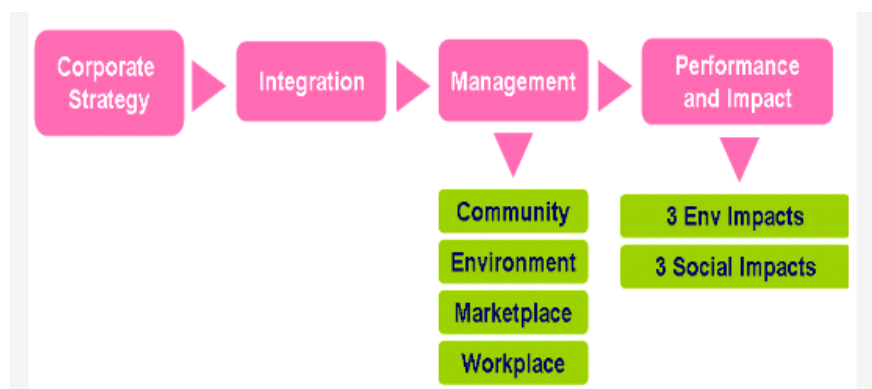 Corporate
Strategy
Integration
Management
Performance
and Impact
Community
Environment
Marketplace
Workplace
3 Env Impacts
3 Social Impacts